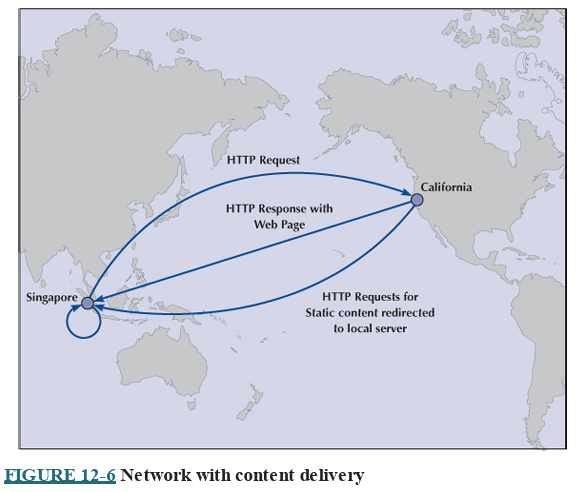 HTTP Request
California
HTTP Response with
Web Page
Singapore
HTTP Requests for
Static content redirected
to local server
FIGURE 12-6 Network with content delivery